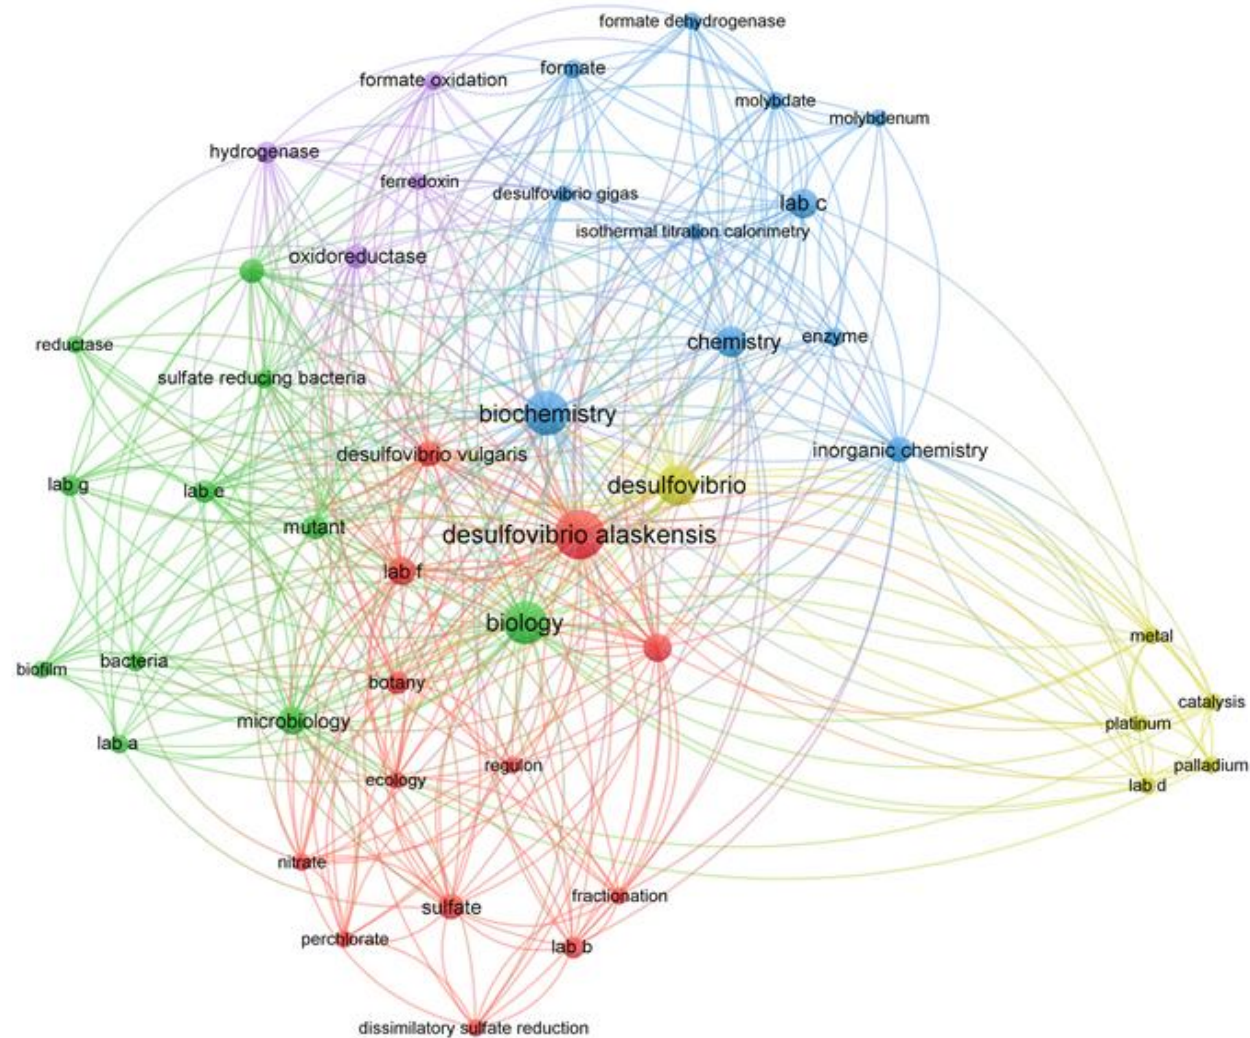 formate dehydrogenase
formate
formate oxidation
molybdate
molybdenum
hydrogenase
ferredoxin
desulfovibrio gigas
lab c
isothermal titration calorimetry
oxidoreductase
reductase
chemistry
enzyme
sulfate reducing bacteria
biochemistry
desulfovibrio vulgaris
inorganic chemistry
lab g
lab e
desulfovibrio
mutant
desulfovibrio alaskensis
lab f
biology
metal
biofilm
bacteria
botany
catalysis
microbiology
platinum
lab a
regulon
palladium
ecology
lab d
nitrate
fractionation
sulfate
perchlorate
lab b
dissimilatory sulfate reduction